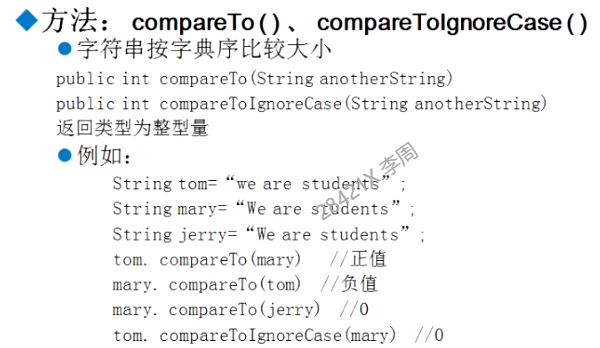 ◆方法：compareTo()、compareToIgnoreCase()
●字符串按字典序比较大小
public int compareTo(String anotherString)
public int compareToIgnoreCase(String anotherString)
返回类型为整型量
●例如：
String tom=“we are students”;
String mary=“We are students”;
String jerry=“We are students”;
tom. compareTo(mary) //正值
mary. compareTo(tom) //负值
mary. compareTo(jerry) //0
tom. compareToIgnoreCase(mary) //0
28421X 李周